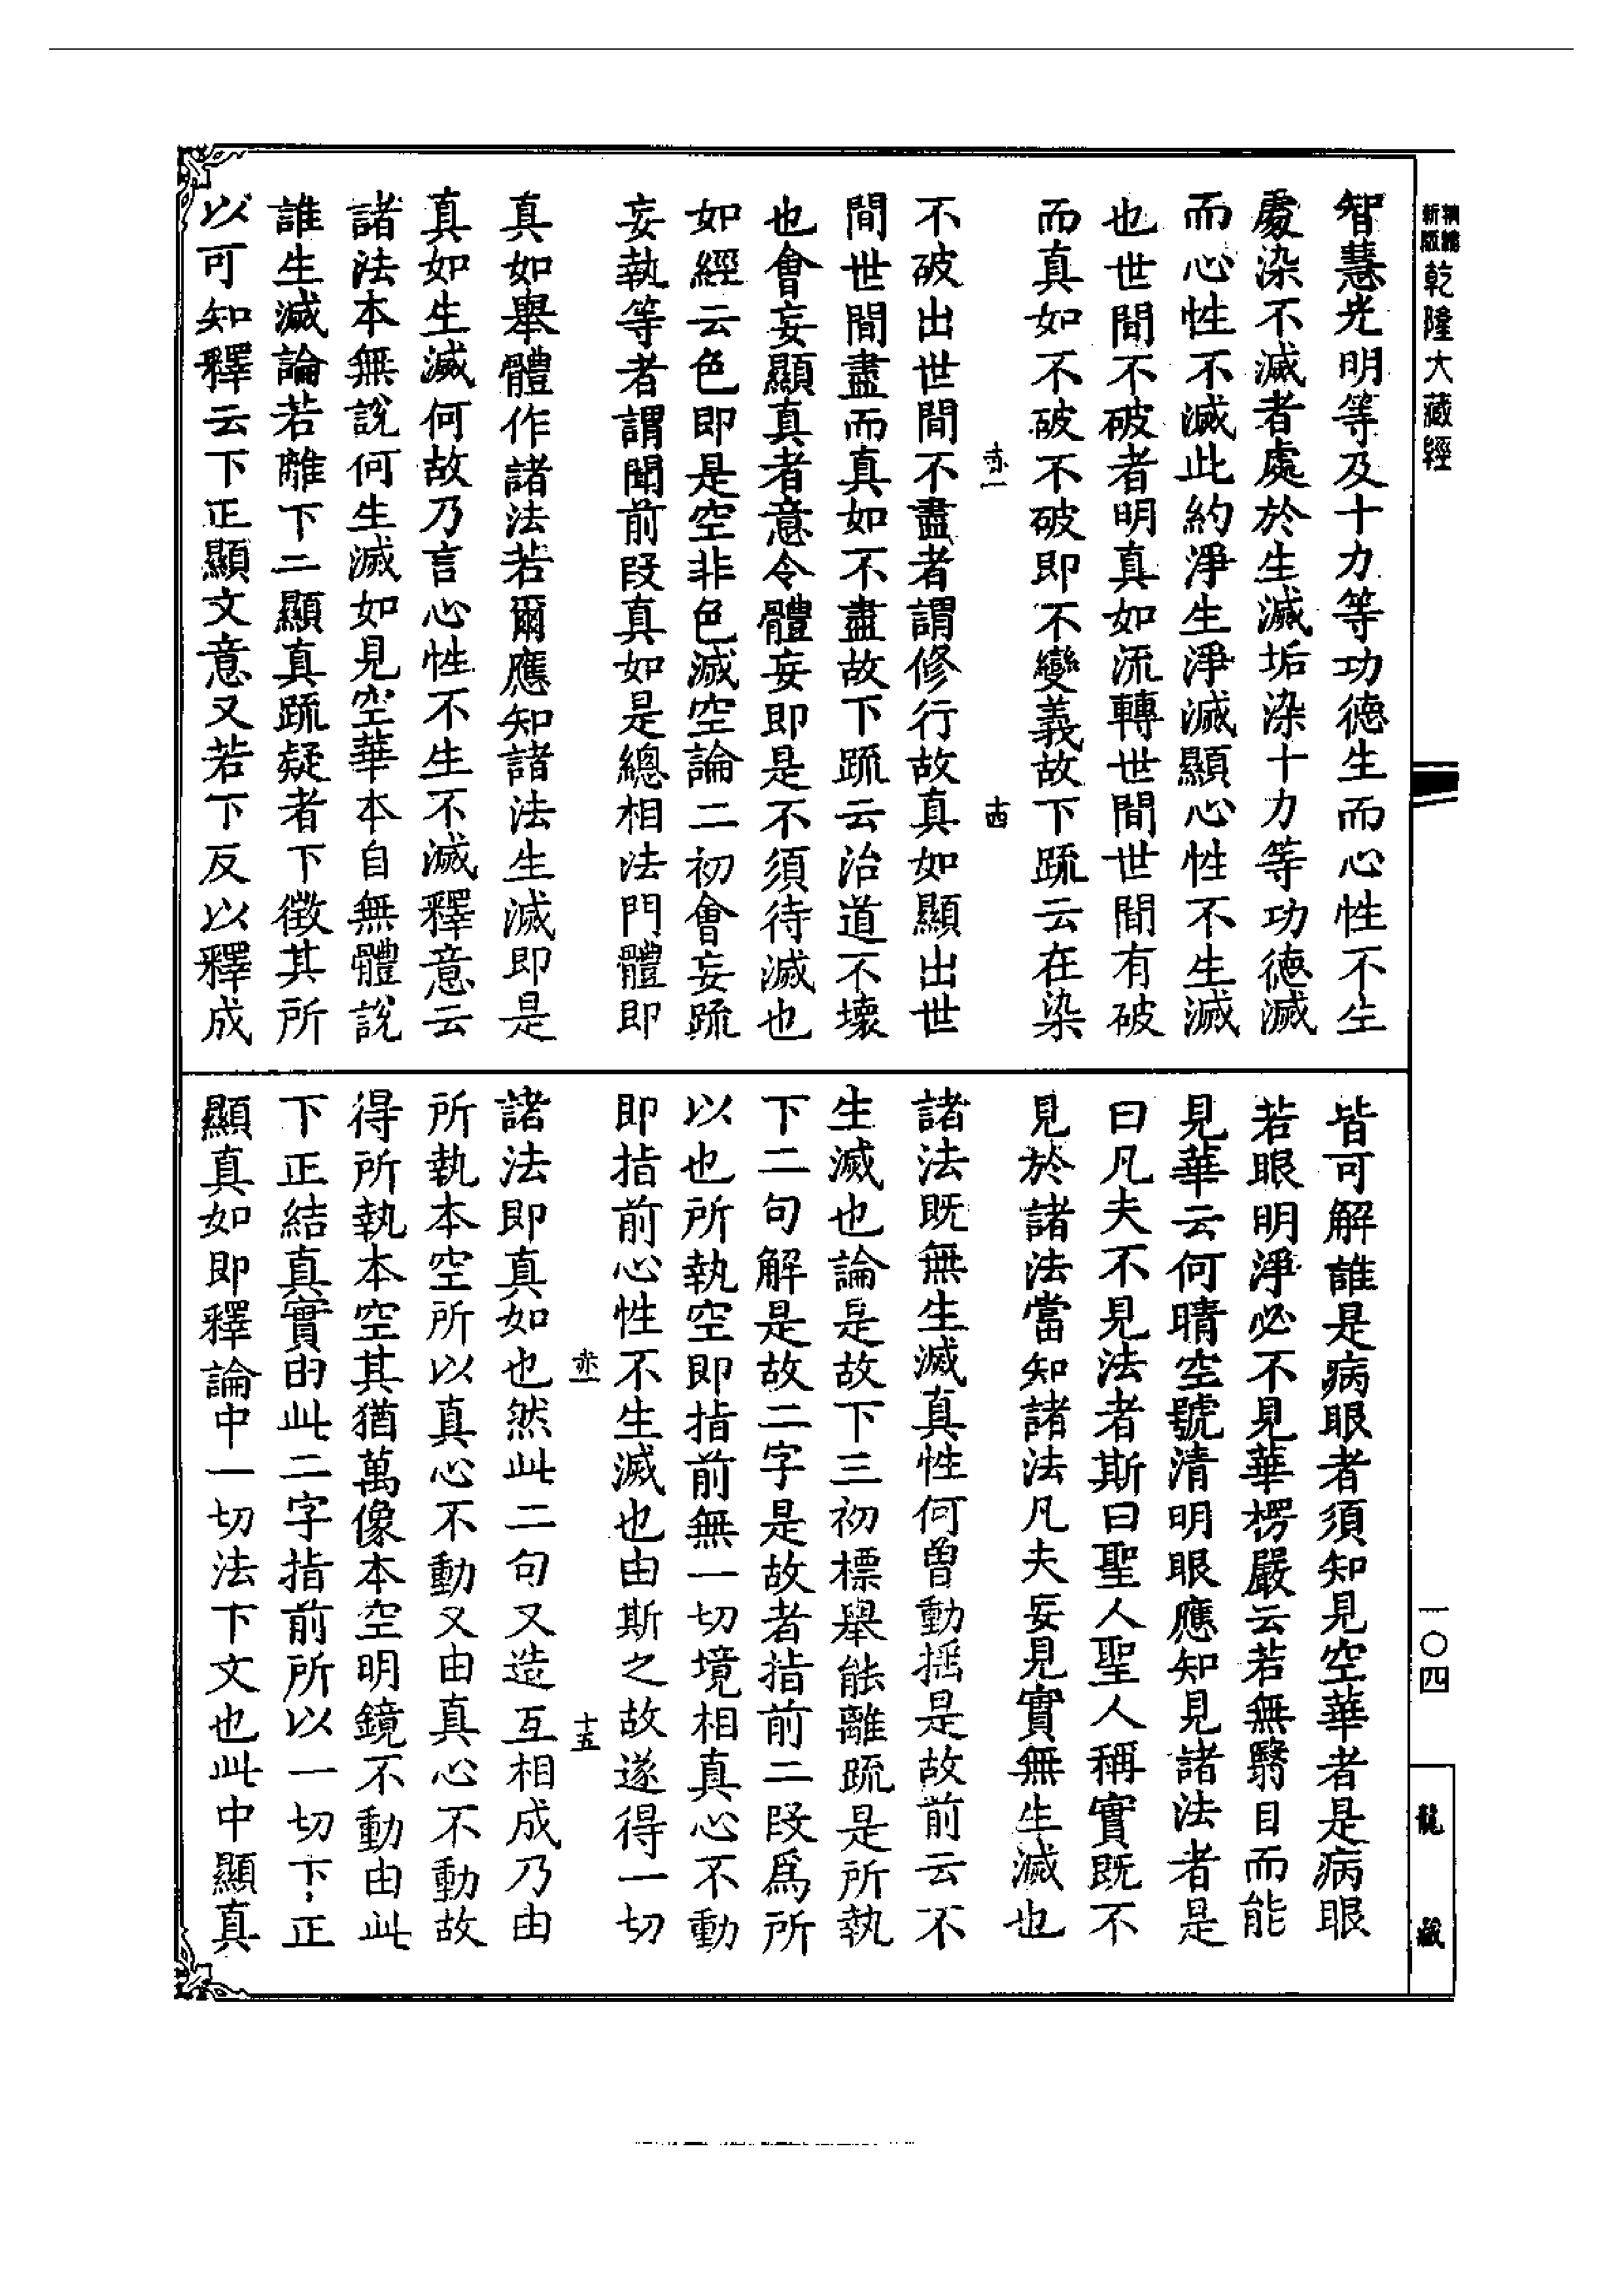 新版
輯縮
乾隆大藏經
一〇四
龍藏
智慧光明等及十力等功德生而心性不生
處染不滅者處於生滅垢染十力等功德滅
而心性不滅此約淨生淨滅顯心性不生滅
也世間不破者明真如流轉世間世間有破
而真如不破不破即不變義故下䟽云在染
赤一
十四
不破出世間不盡者謂修行故真如顯出世
間世間盡而真如不盡故下䟽云治道不壞
也會妄顯真者意令體妄即是不須待滅也
如經云色即是空非色滅空論二初會妄䟽
妄執等者謂聞前段真如是總相法門體即
真如舉體作諸法若爾應知諸法生滅即是
真如生滅何故乃言心性不生不滅釋意云
諸法本無說何生滅如見空華本自無體說
誰生滅論若離下二顯真䟽疑者下徵其所
以可知釋云下正顯文意又若下反以釋成
皆可解誰是病眼者須知見空華者是病眼
若眼明淨必不見華楞嚴云若無翳目而能
見華云何晴空號清明眼應知見諸法者是
曰凡夫不見法者斯曰聖人聖人稱實既不
見於諸法當知諸法凡夫妄見實無生滅也
諸法既無生滅真性何曾動搖是故前云不
生滅也論是故下三初標舉能離䟽是所執
下二句解是故二字是故者指前二段爲所
以也所執空即指前無一切境相真心不動
即指前心性不生滅也由斯之故遂得一切
赤一
十五
諸法即真如也然此二句又造互相成乃由
所執本空所以真心不動又由真心不動故
得所執本空其猶萬像本空明鏡不動由此
下正結真實由此二字指前所以一切下正
顯真如即釋論中一切法下文也此中顯真